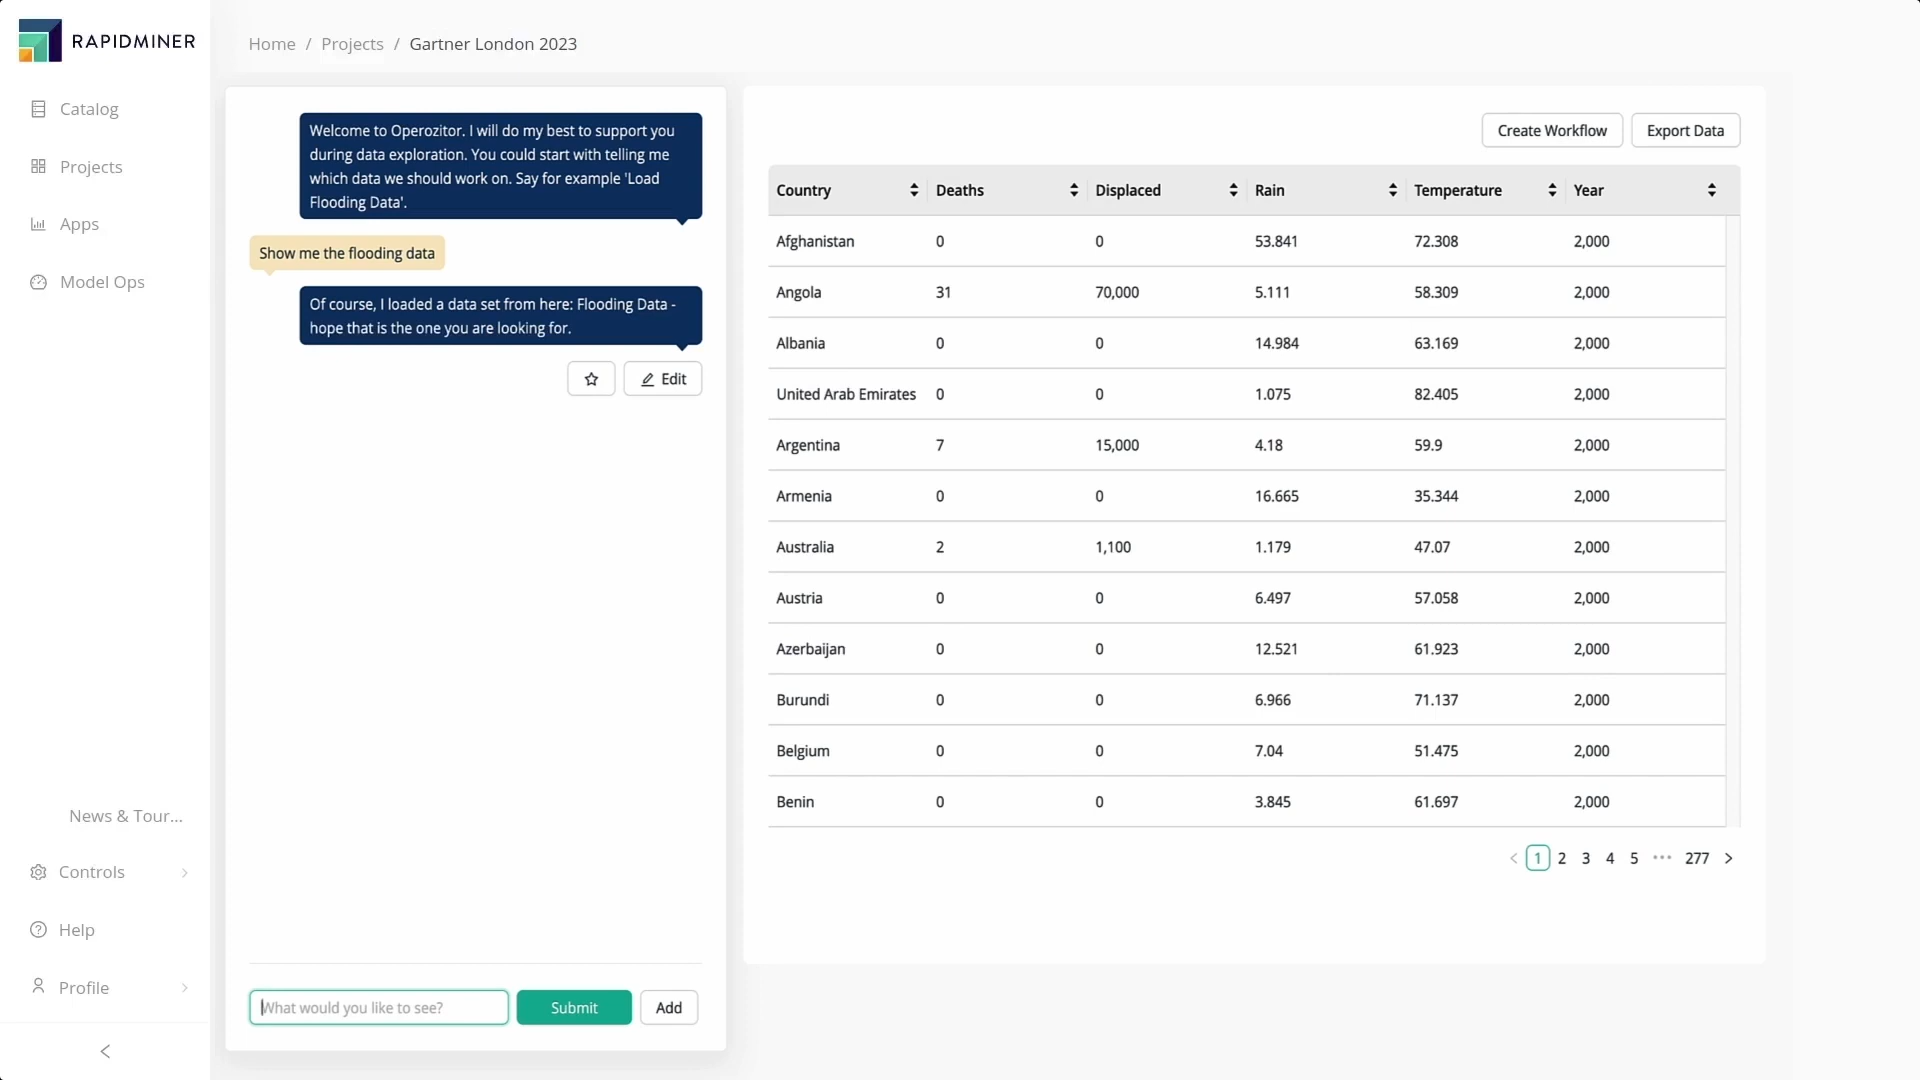 RAPIDMINER
Catalog
Projects
Apps
Model Ops
News & Tour...
Controls
Help
Profile
Home / Projects / Gartner London 2023
Welcome to Operozitor. I will do my best to support you
during data exploration. You could start with telling me
which data we should work on. Say for example 'Load
Flooding Data'.
Show me the flooding data
Of course, I loaded a data set from here: Flooding Data -
hope that is the one you are looking for.
Edit
What would you like to see? Submit Add
Create Workflow Export Data
Country Deaths Displaced Rain Temperature Year
Afghanistan 0 0 53.841 72.308 2,000
Angola 31 70,000 5.111 58.309 2,000
Albania 0 0 14.984 63.169 2,000
United Arab Emirates 0 0 1.075 82.405 2,000
Argentina 7 15,000 4.18 59.9 2,000
Armenia 0 0 16.665 35.344 2,000
Australia 2 1,100 1.179 47.07 2,000
Austria 0 0 6.497 57.058 2,000
Azerbaijan 0 0 12.521 61.923 2,000
Burundi 0 0 6.966 71.137 2,000
Belgium 0 0 7.04 51.475 2,000
Benin 0 0 3.845 61.697 2,000
< 1 2 3 4 5 ••• 277 >